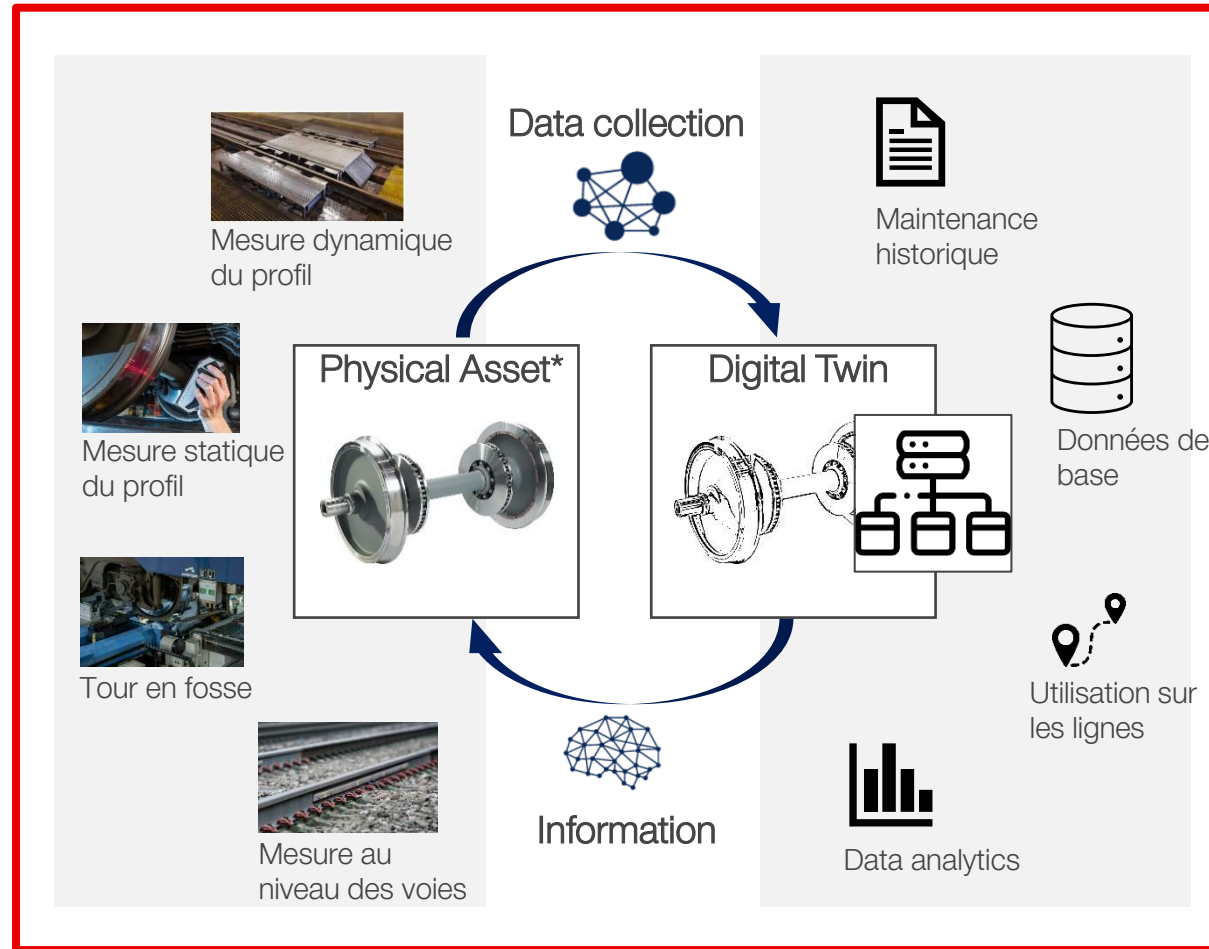 Data collection
Mesure dynamique
du profil
Maintenance
historique
Physical Asset*
Digital Twin
Mesure statique
du profil
Données de
base
Tour en fosse
Utilisation sur
les lignes
Information
Mesure au
niveau des voies
Data analytics